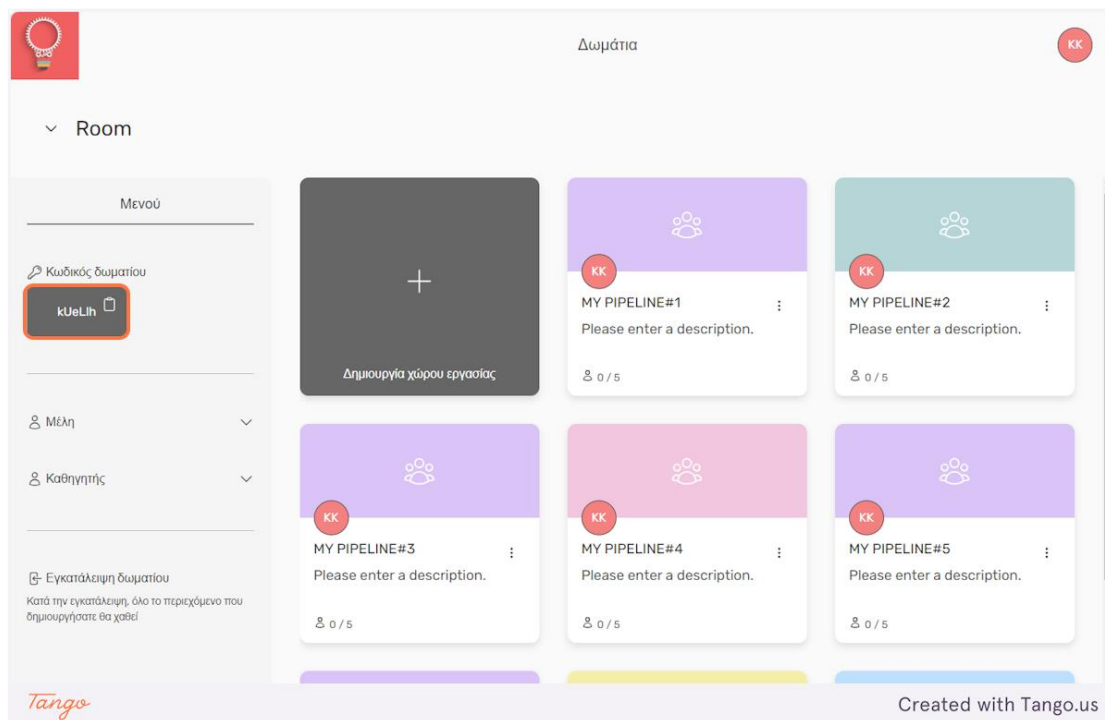 Δωμάτια
KK
Room
Μενού
Κωδικός δωματίου
kUeLlh
Μέλη
Καθηγητής
Εγκατάλειψη δωματίου
Κατά την εγκατάλειψη, όλο το περιεχόμενο που
δημιουργήσατε θα χαθεί
Δημιουργία χώρου εργασίας
KK
MY PIPELINE#1
Please enter a description.
0 / 5
KK
MY PIPELINE#2
Please enter a description.
0 / 5
KK
MY PIPELINE#3
Please enter a description.
0 / 5
KK
MY PIPELINE#4
Please enter a description.
0 / 5
KK
MY PIPELINE#5
Please enter a description.
0 / 5
Tango
Created with Tango.us